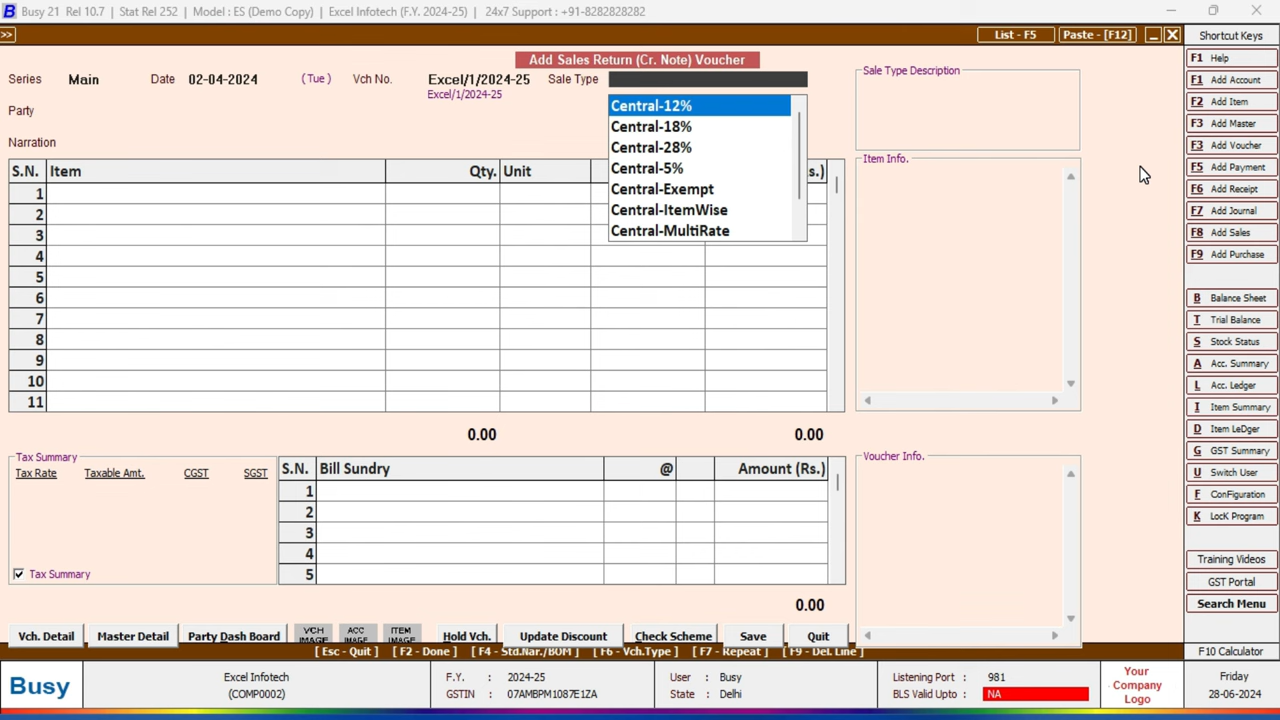 Busy 21 Rel 10.7 | Stat Rel 252 | Model : ES (Demo Copy) | Excel Infotech (F.Y. 2024-25) | 24x7 Support : +91-8282828282
>> List - F5 Paste - [F12]
Shortcut Keys
Add Sales Return (Cr. Note) Voucher
Series Main Date 02-04-2024 (Tue) Vch No. Excel/1/2024-25 Sale Type
Excel/1/2024-25
Party
Narration
Central-12%
Central-18%
Central-28%
Central-5%
Central-Exempt
Central-ItemWise
Central-MultiRate
S.N. Item Qty. Unit s.)
1
2
3
4
5
6
7
8
9
10
11
0.00 0.00
Sale Type Description
Item Info.
Tax Summary
Tax Rate Taxable Amt. CGST SGST
Tax Summary
S.N. Bill Sundry @ Amount (Rs.)
1
2
3
4
5
0.00
Voucher Info.
Vch. Detail Master Detail Party Dash Board VCH IMAGE ACC IMAGE ITEM IMAGE Hold Vch. Update Discount Check Scheme Save Quit
[ Esc - Quit ] [ F2 - Done ] [ F4 - Std.Nar./BOM ] [ F6 - Vch.Type ] [ F7 - Repeat ] [ F9 - Del. Line ]
F1 Help
F1 Add Account
F2 Add Item
F3 Add Master
F3 Add Voucher
F5 Add Payment
F6 Add Receipt
F7 Add Journal
F8 Add Sales
F9 Add Purchase
B Balance Sheet
T Trial Balance
S Stock Status
A Acc. Summary
L Acc. Ledger
I Item Summary
D Item LeDger
G GST Summary
U Switch User
F ConFiguration
K LocK Program
Training Videos
GST Portal
Search Menu
F10 Calculator
Busy
Excel Infotech
(COMP0002)
F.Y. : 2024-25
GSTIN : 07AMBPM1087E1ZA
User : Busy
State : Delhi
Listening Port : 981
BLS Valid Upto : NA
Your
Company
Logo
Friday
28-06-2024